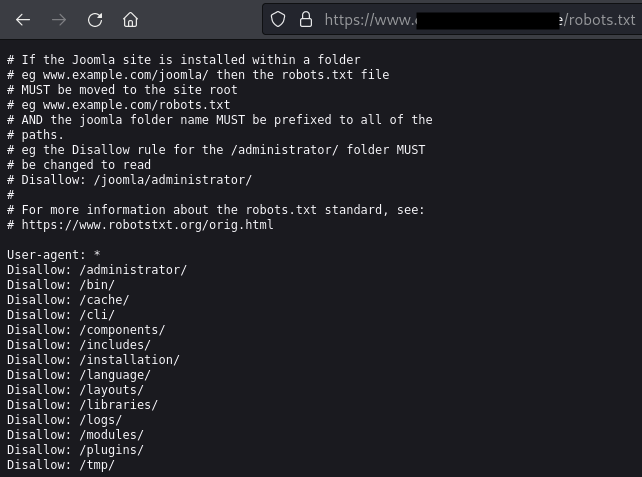 https://www.
/robots.txt
# If the Joomla site is installed within a folder
# eg www.example.com/joomla/ then the robots.txt file
# MUST be moved to the site root
# eg www.example.com/robots.txt
# AND the joomla folder name MUST be prefixed to all of the
# paths.
# eg the Disallow rule for the /administrator/ folder MUST
# be changed to read
# Disallow: /joomla/administrator/
#
# For more information about the robots.txt standard, see:
# https://www.robotstxt.org/orig.html

User-agent: *
Disallow: /administrator/
Disallow: /bin/
Disallow: /cache/
Disallow: /cli/
Disallow: /components/
Disallow: /includes/
Disallow: /installation/
Disallow: /language/
Disallow: /layouts/
Disallow: /libraries/
Disallow: /logs/
Disallow: /modules/
Disallow: /plugins/
Disallow: /tmp/